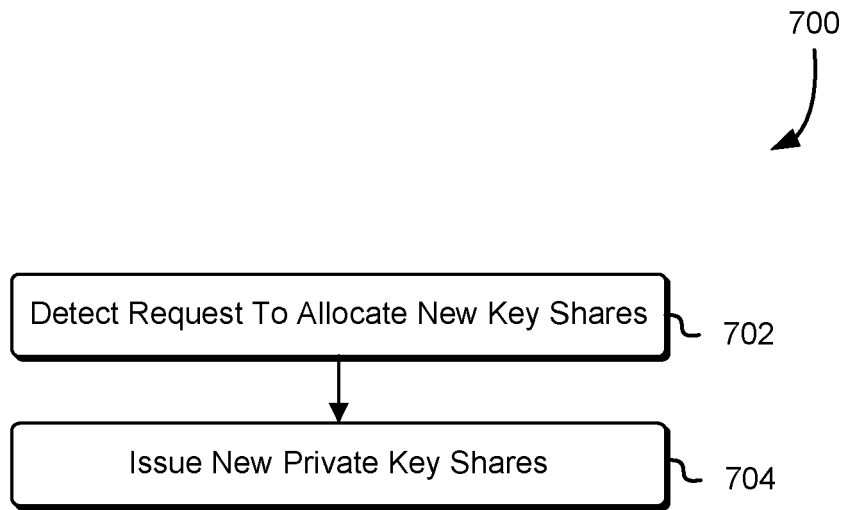 700
Detect Request To Allocate New Key Shares
702
Issue New Private Key Shares
704